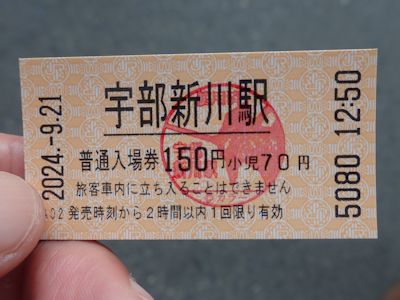 宇部新川駅
普通入場券 150円 小児70円
旅客車内に立ち入ることはできません
発売時刻から2時間以内1回限り有効
2024.-9.21
5080 12:50